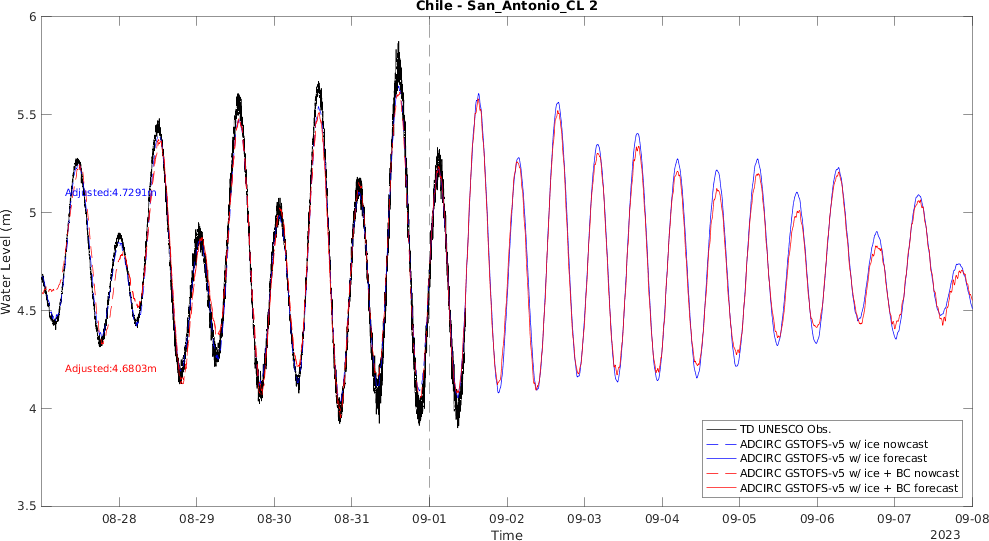 Chile - San_Antonio_CL 2
Water Level (m)
6
5.5
5
4.5
4
3.5
Adjusted:4.7291m
Adjusted:4.6803m
TD UNESCO Obs.
ADCIRC GSTOFS-v5 w/ ice nowcast
ADCIRC GSTOFS-v5 w/ ice forecast
ADCIRC GSTOFS-v5 w/ ice + BC nowcast
ADCIRC GSTOFS-v5 w/ ice + BC forecast
08-28 08-29 08-30 08-31 09-01 09-02 09-03 09-04 09-05 09-06 09-07 09-08
Time
2023